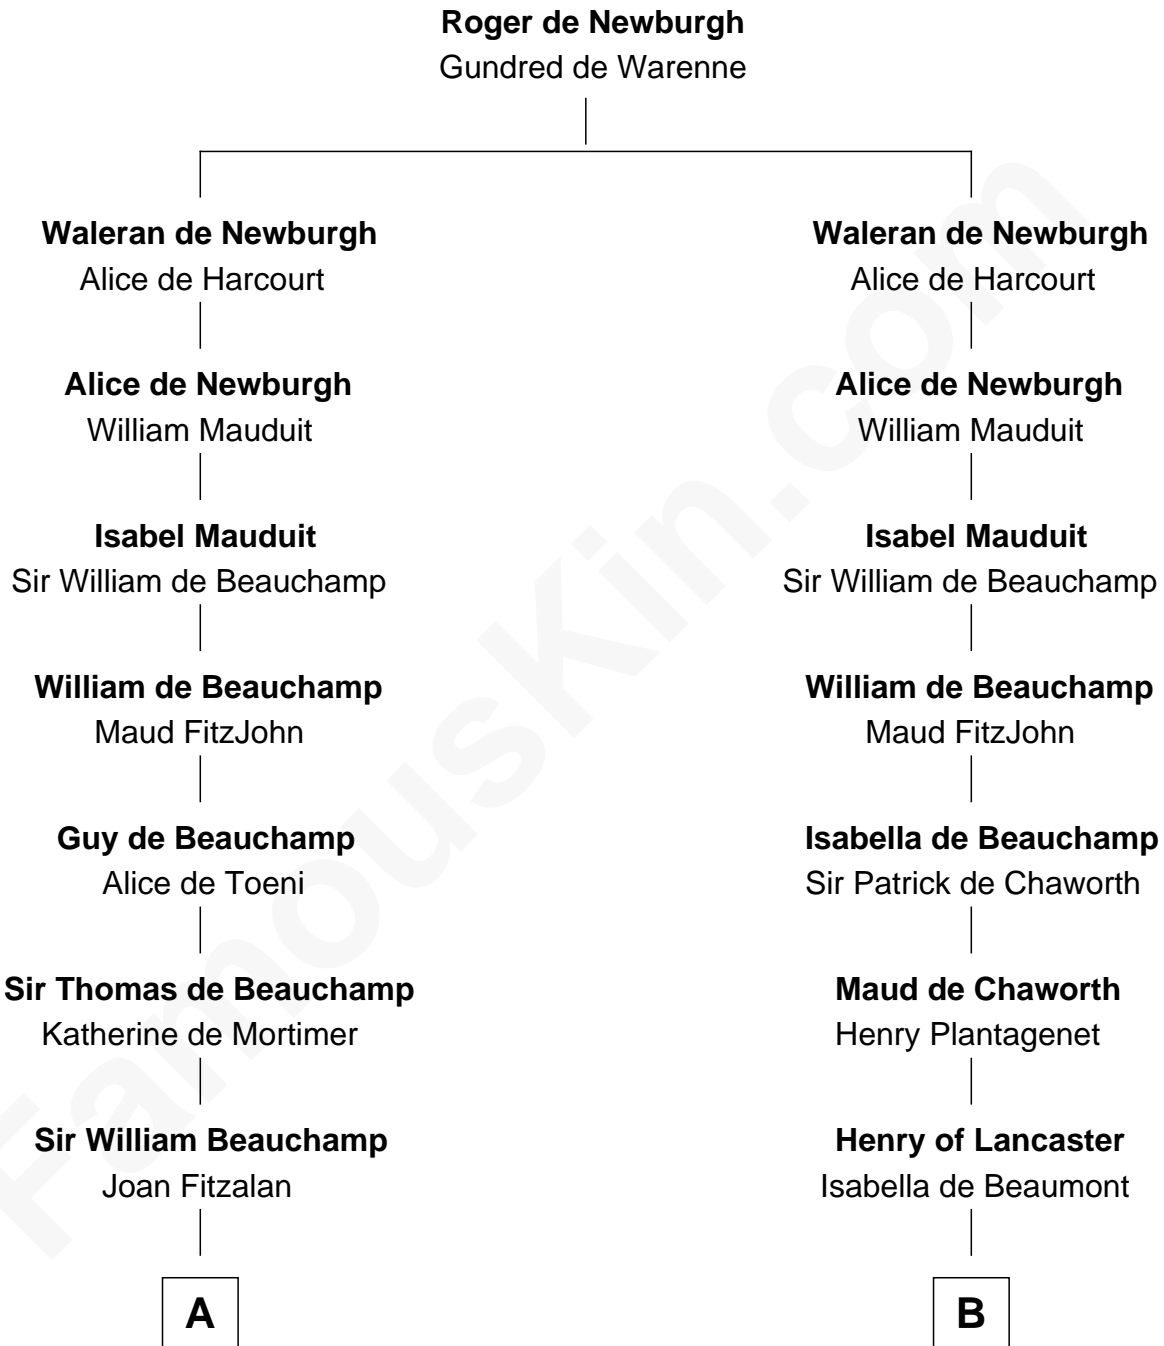 Roger de Newburgh
Gundred de Warenne
Waleran de Newburgh
Alice de Harcourt
Alice de Newburgh
William Mauduit
Isabel Mauduit
Sir William de Beauchamp
William de Beauchamp
Maud FitzJohn
Guy de Beauchamp
Alice de Toeni
Sir Thomas de Beauchamp
Katherine de Mortimer
Sir William Beauchamp
Joan Fitzalan
A
Waleran de Newburgh
Alice de Harcourt
Alice de Newburgh
William Mauduit
Isabel Mauduit
Sir William de Beauchamp
William de Beauchamp
Maud FitzJohn
Isabella de Beauchamp
Sir Patrick de Chaworth
Maud de Chaworth
Henry Plantagenet
Henry of Lancaster
Isabella de Beaumont
B
FamousKin.com